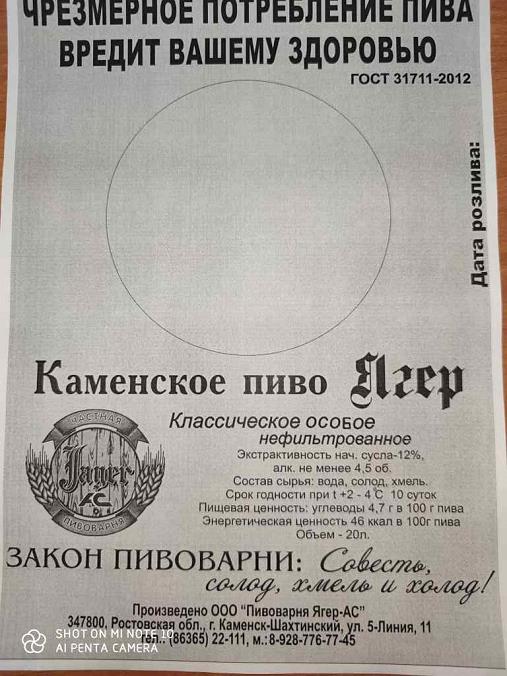 ЧРЕЗМЕРНОЕ ПОТРЕБЛЕНИЕ ПИВА
ВРЕДИТ ВАШЕМУ ЗДОРОВЬЮ
ГОСТ 31711-2012
Дата розлива:
Каменское пиво Ягер
ЧАСТНАЯ
Jäger
АС
ПИВОВАРНЯ
Классическое особое
нефильтрованное
Экстрактивность нач. сусла-12%,
алк. не менее 4,5 об.
Состав сырья: вода, солод, хмель.
Срок годности при t +2 - 4°C 10 суток
Пищевая ценность: углеводы 4,7 г в 100 г пива
Энергетическая ценность 46 ккал в 100г пива
Объем - 20л.
ЗАКОН ПИВОВАРНИ: Совесть,
солод, хмель и холод!
Произведено ООО "Пивоварня Ягер-АС"
347800, Ростовская обл., г. Каменск-Шахтинский, ул. 5-Линия, 11
Тел.: (86365) 22-111, м.: 8-928-776-77-45
SHOT ON MI NOTE 10
AI PENTA CAMERA